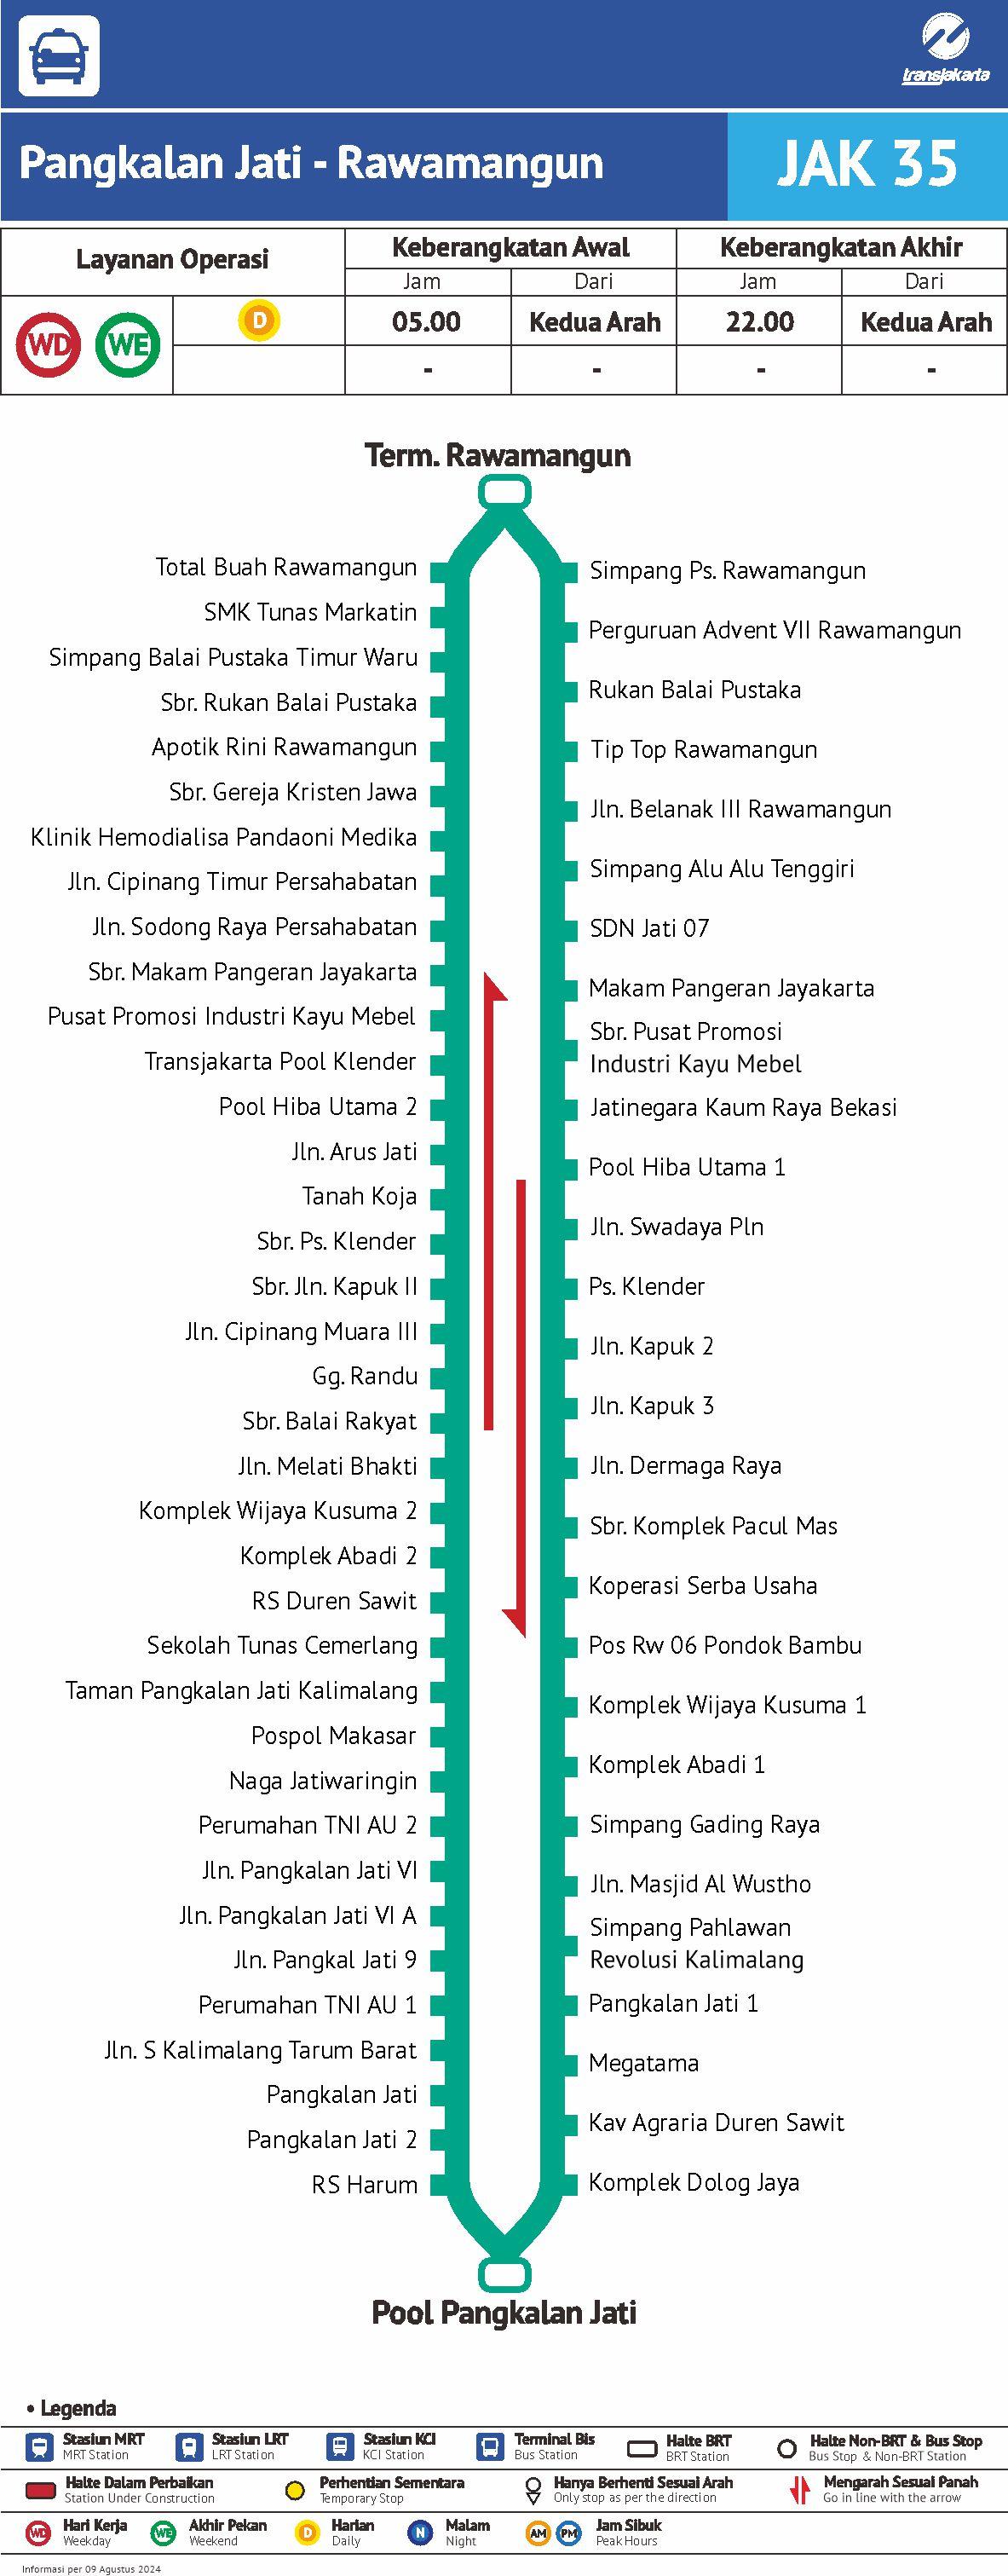 transjakarta
Pangkalan Jati - Rawamangun
JAK 35
Layanan Operasi
Keberangkatan Awal
Keberangkatan Akhir
Jam
Dari
Jam
Dari
WD
WE
D
05.00
Kedua Arah
22.00
Kedua Arah
-
-
-
-
Term. Rawamangun
Total Buah Rawamangun
SMK Tunas Markatin
Simpang Balai Pustaka Timur Waru
Sbr. Rukan Balai Pustaka
Apotik Rini Rawamangun
Sbr. Gereja Kristen Jawa
Klinik Hemodialisa Pandaoni Medika
Jln. Cipinang Timur Persahabatan
Jln. Sodong Raya Persahabatan
Sbr. Makam Pangeran Jayakarta
Pusat Promosi Industri Kayu Mebel
Transjakarta Pool Klender
Pool Hiba Utama 2
Jln. Arus Jati
Tanah Koja
Sbr. Ps. Klender
Sbr. Jln. Kapuk II
Jln. Cipinang Muara III
Gg. Randu
Sbr. Balai Rakyat
Jln. Melati Bhakti
Komplek Wijaya Kusuma 2
Komplek Abadi 2
RS Duren Sawit
Sekolah Tunas Cemerlang
Taman Pangkalan Jati Kalimalang
Pospol Makasar
Naga Jatiwaringin
Perumahan TNI AU 2
Jln. Pangkalan Jati VI
Jln. Pangkalan Jati VI A
Jln. Pangkal Jati 9
Perumahan TNI AU 1
Jln. S Kalimalang Tarum Barat
Pangkalan Jati
Pangkalan Jati 2
RS Harum
Simpang Ps. Rawamangun
Perguruan Advent VII Rawamangun
Rukan Balai Pustaka
Tip Top Rawamangun
Jln. Belanak III Rawamangun
Simpang Alu Alu Tenggiri
SDN Jati 07
Makam Pangeran Jayakarta
Sbr. Pusat Promosi
Industri Kayu Mebel
Jatinegara Kaum Raya Bekasi
Pool Hiba Utama 1
Jln. Swadaya Pln
Ps. Klender
Jln. Kapuk 2
Jln. Kapuk 3
Jln. Dermaga Raya
Sbr. Komplek Pacul Mas
Koperasi Serba Usaha
Pos Rw 06 Pondok Bambu
Komplek Wijaya Kusuma 1
Komplek Abadi 1
Simpang Gading Raya
Jln. Masjid Al Wustho
Simpang Pahlawan
Revolusi Kalimalang
Pangkalan Jati 1
Megatama
Kav Agraria Duren Sawit
Komplek Dolog Jaya
Pool Pangkalan Jati
• Legenda
Stasiun MRT
MRT Station
Stasiun LRT
LRT Station
Stasiun KCI
KCI Station
Terminal Bis
Bus Station
Halte BRT
BRT Station
Halte Non-BRT & Bus Stop
Bus Stop & Non-BRT Station
Halte Dalam Perbaikan
Station Under Construction
Perhentian Sementara
Temporary Stop
Hanya Berhenti Sesuai Arah
Only stop as per the direction
Mengarah Sesuai Panah
Go in line with the arrow
WD
Hari Kerja
Weekday
WE
Akhir Pekan
Weekend
D
Harian
Daily
N
Malam
Night
AM
PM
Jam Sibuk
Peak Hours
Informasi per 09 Agustus 2024